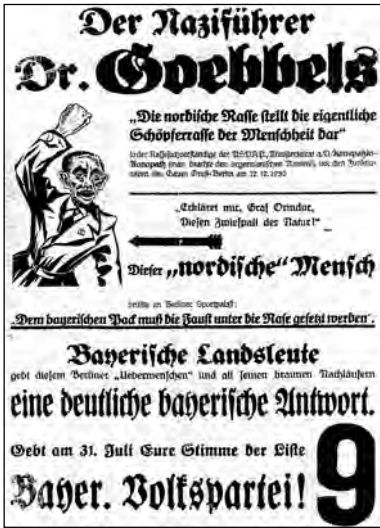 Der Naziführer
Dr. Goebbels
„Die nordische Rasse stellt die eigentliche
Schöpferrasse der Menschheit dar“
„Erkläret mir, Graf Orindur,
Diesen Zwiespalt der Natur!“
Dieser „nordische“ Mensch
brüllte im Berliner Sportpalast:
„Dem bayerischen Pack muß die Faust unter die Nase gesetzt werden“.
Bayerische Landsleute
gebt diesem Berliner „Uebermenschen“ und all seinen braunen Nachläufern
eine deutliche bayerische Antwort.
Gebt am 31. Juli Eure Stimme der Liste
9
Bayer. Volkspartei!